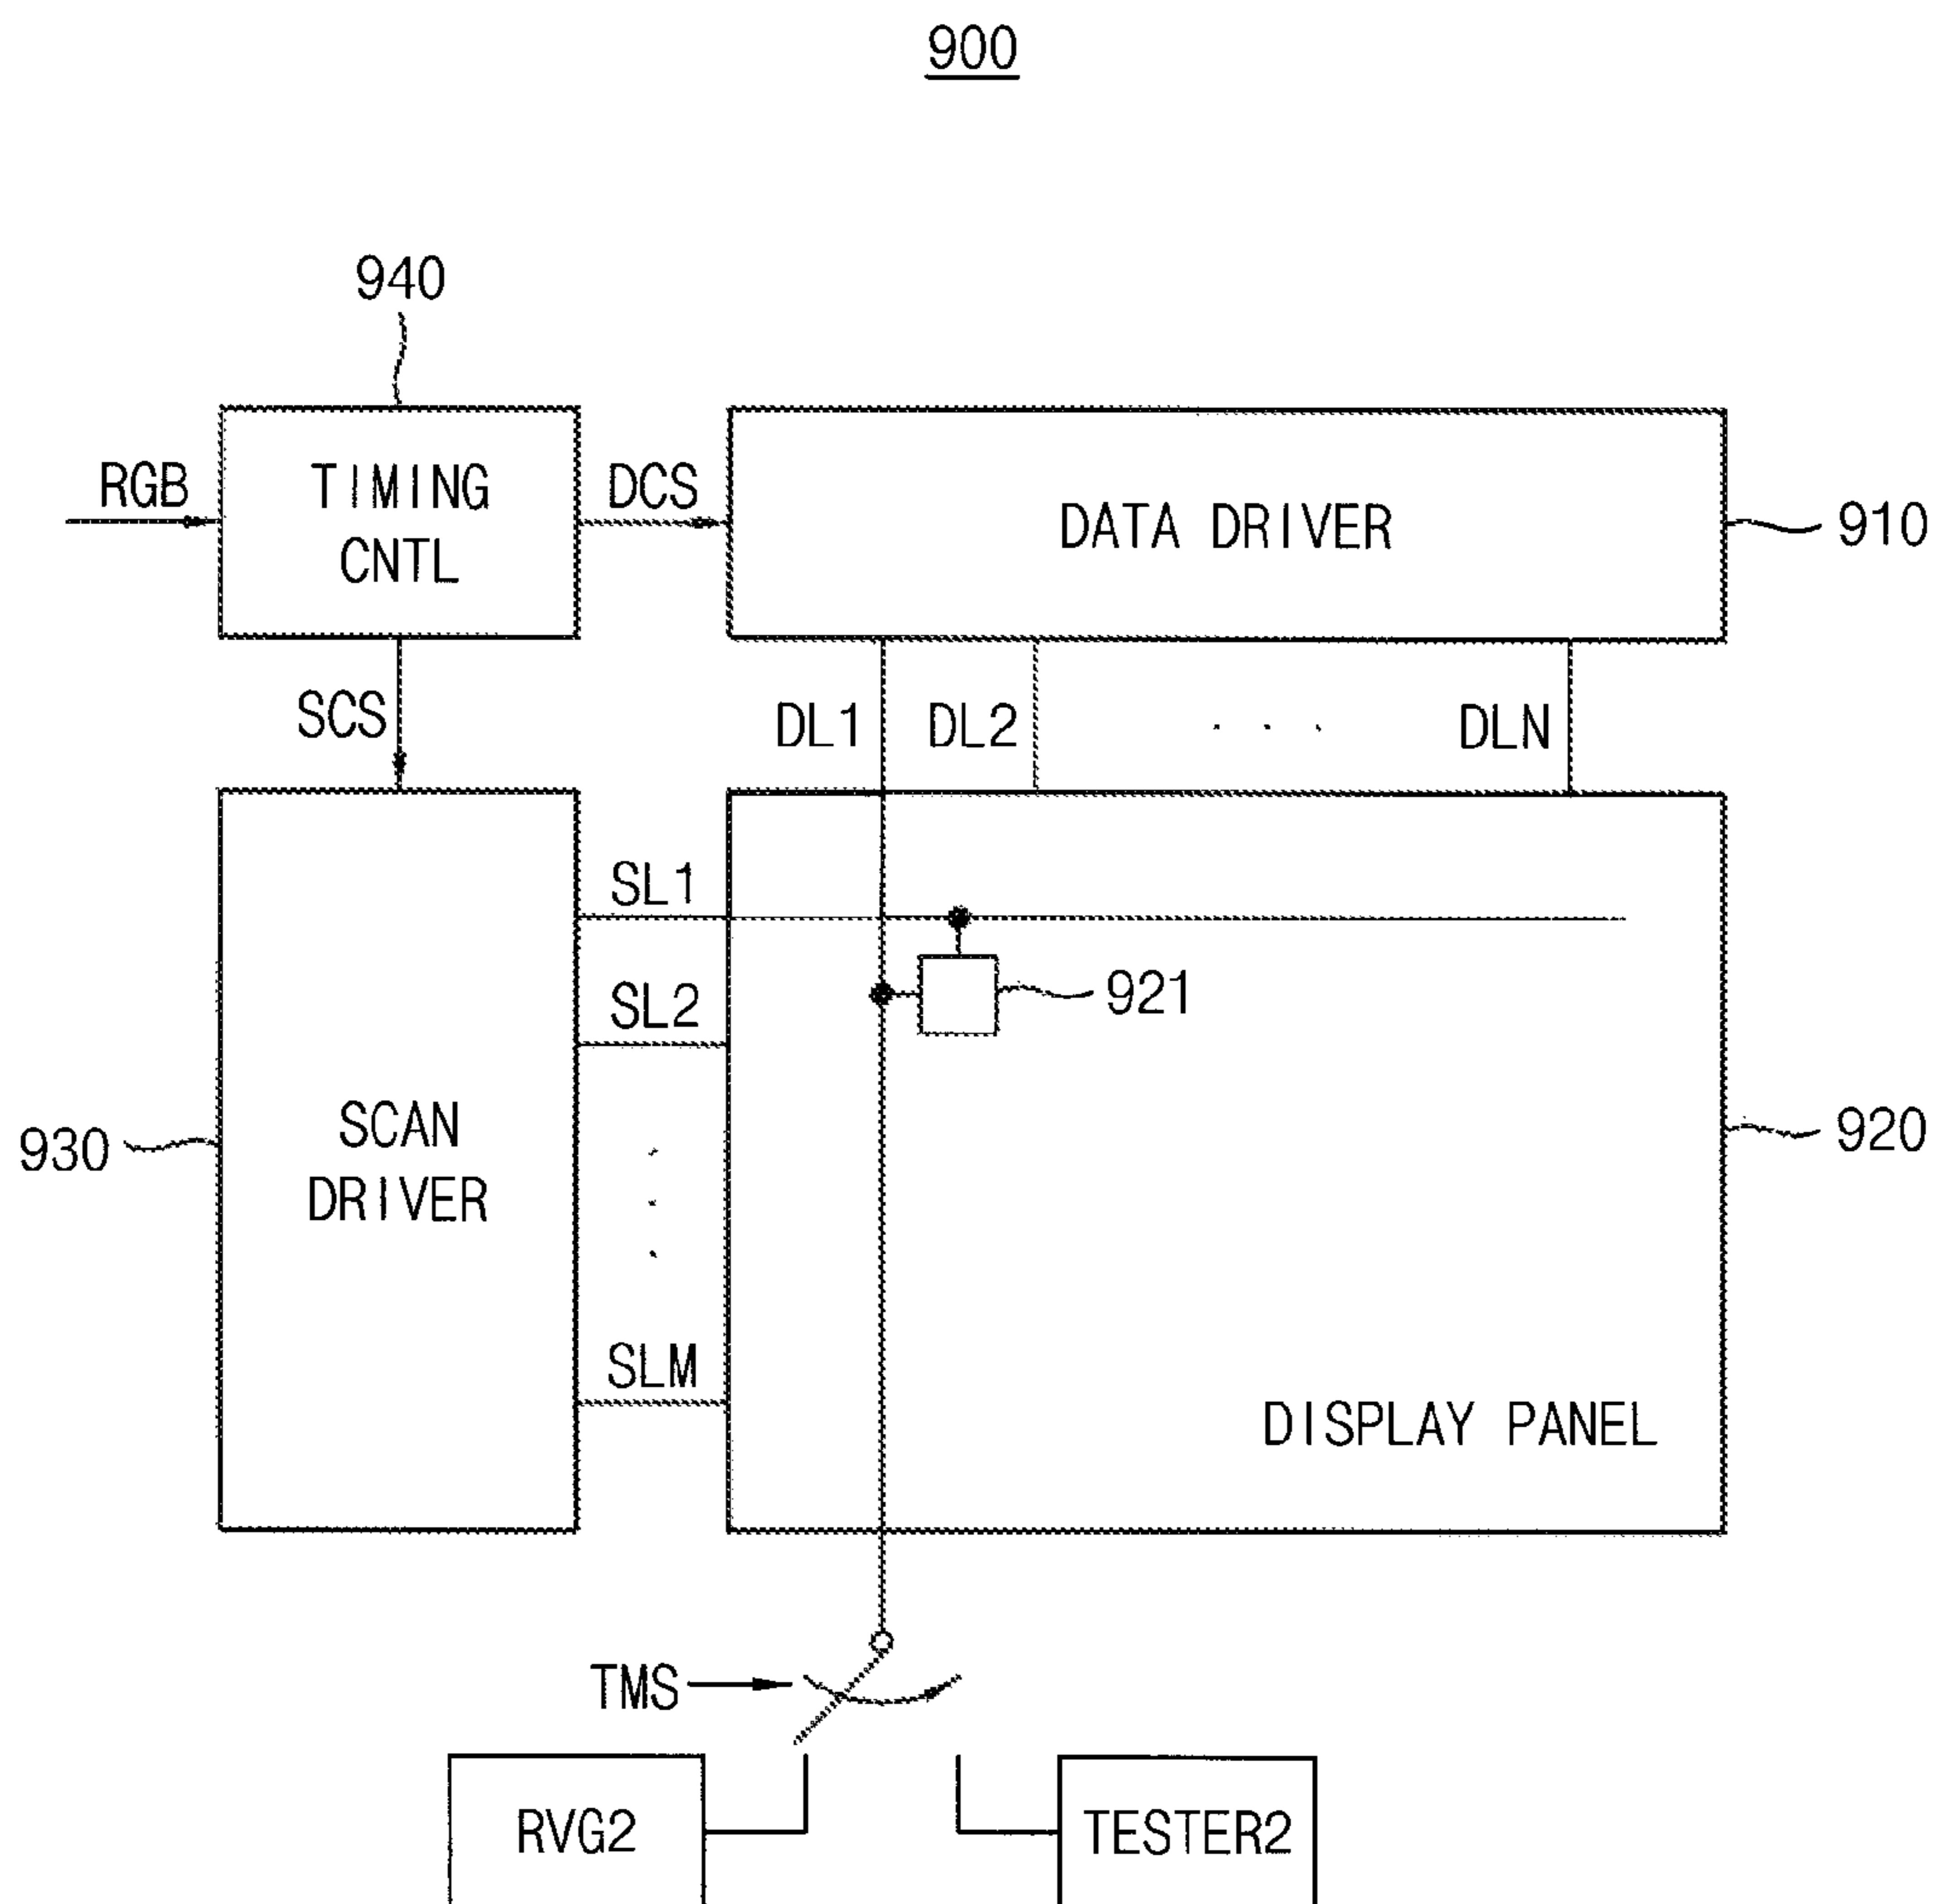 900
940
RGB
TIMING
CNTL
DCS
DATA DRIVER
910
SCS
DL1
DL2
. . .
DLN
SL1
SL2
921
SCAN
DRIVER
930
920
SLM
DISPLAY PANEL
TMS
RVG2
TESTER2